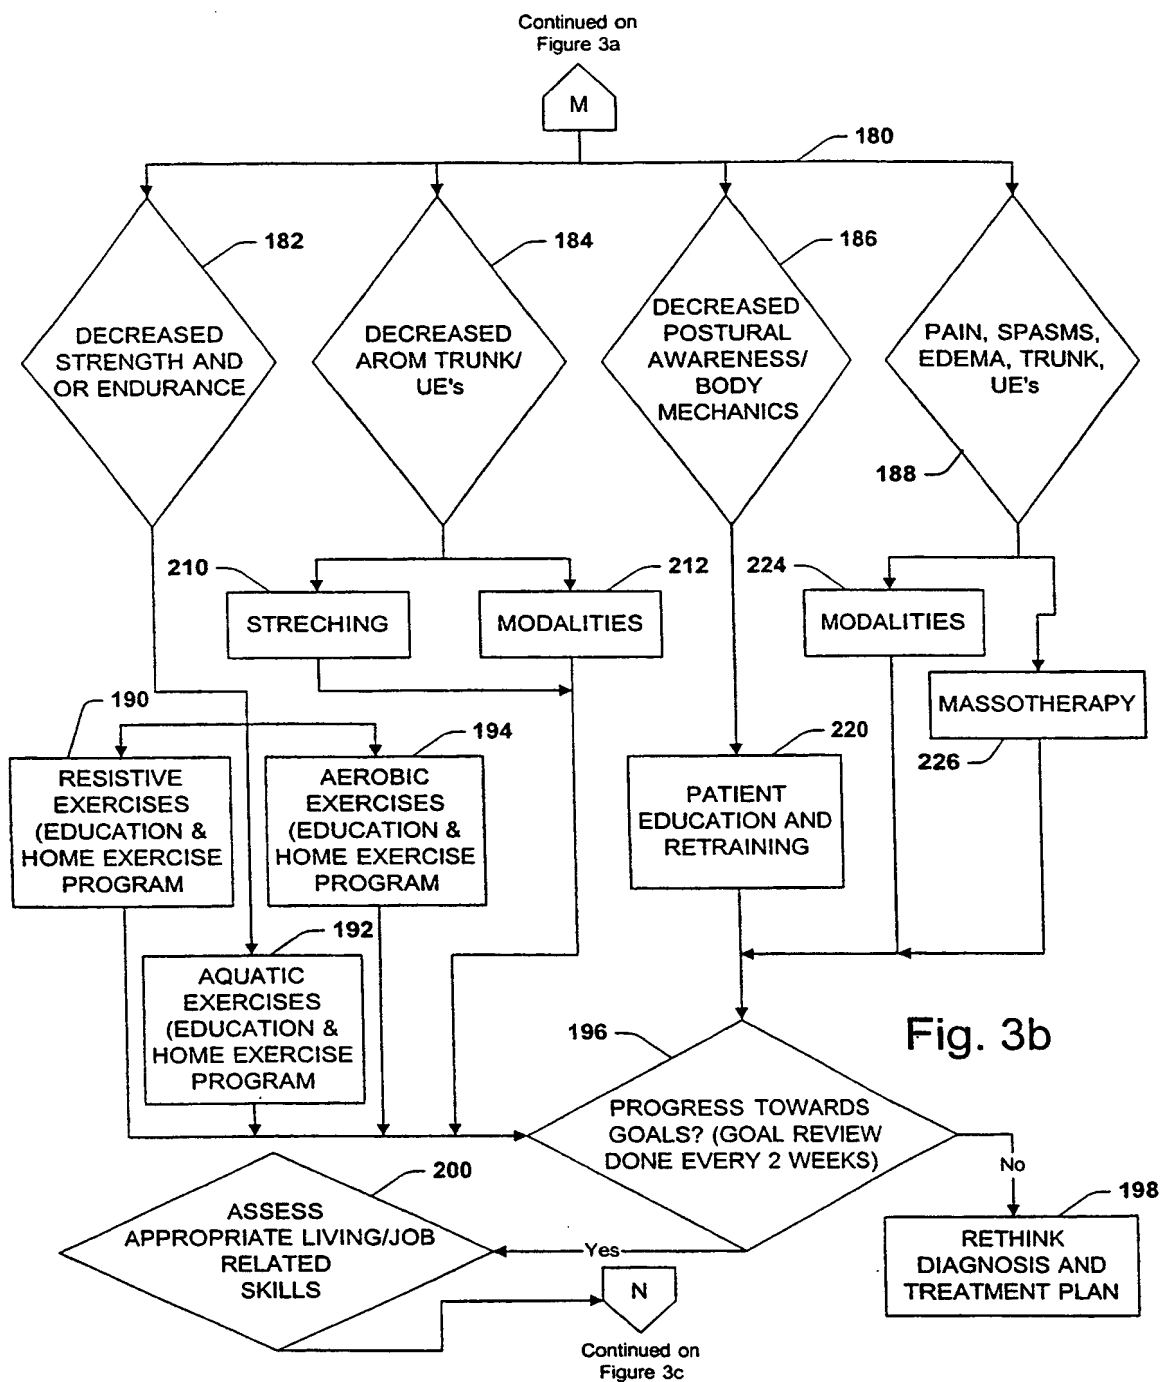 Continued on
Figure 3a
M
180
182
184
186
DECREASED
STRENGTH AND
OR ENDURANCE
DECREASED
AROM TRUNK/
UE's
DECREASED
POSTURAL
AWARENESS/
BODY
MECHANICS
PAIN, SPASMS,
EDEMA, TRUNK,
UE's
188
210
STRECHING
212
MODALITIES
224
MODALITIES
MASSOTHERAPY
226
190
RESISTIVE
EXERCISES
(EDUCATION &
HOME EXERCISE
PROGRAM
194
AEROBIC
EXERCISES
(EDUCATION &
HOME EXERCISE
PROGRAM
220
PATIENT
EDUCATION AND
RETRAINING
192
AQUATIC
EXERCISES
(EDUCATION &
HOME EXERCISE
PROGRAM
196
PROGRESS TOWARDS
GOALS? (GOAL REVIEW
DONE EVERY 2 WEEKS)
Fig. 3b
No
198
RETHINK
DIAGNOSIS AND
TREATMENT PLAN
Yes
200
ASSESS
APPROPRIATE LIVING/JOB
RELATED
SKILLS
N
Continued on
Figure 3c